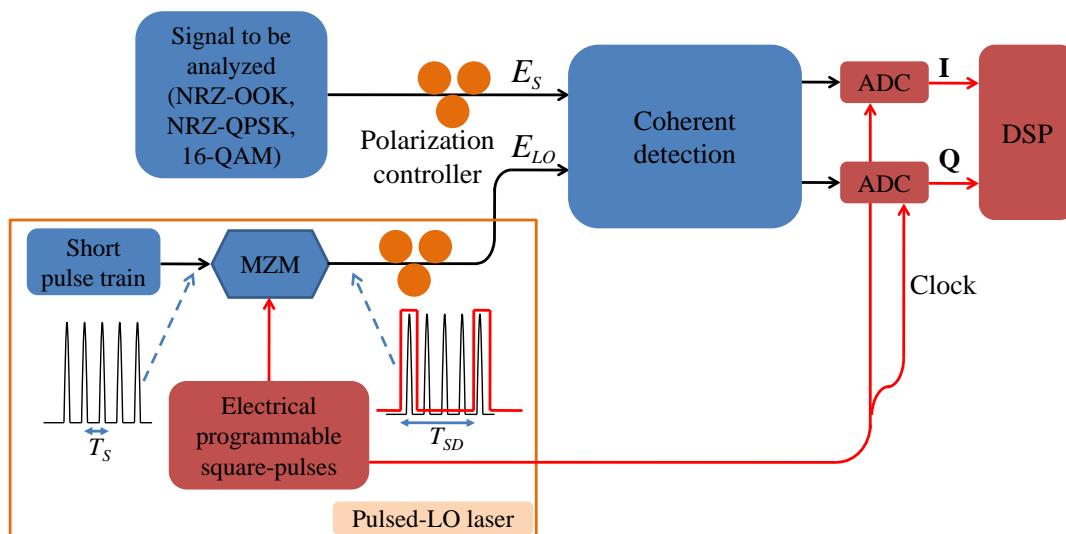 Signal to be
analyzed
(NRZ-OOK,
NRZ-QPSK,
16-QAM)
Polarization
controller
E_S
E_LO
Coherent
detection
ADC
I
ADC
Q
DSP
Clock
Short
pulse train
MZM
T_S
T_SD
Electrical
programmable
square-pulses
Pulsed-LO laser